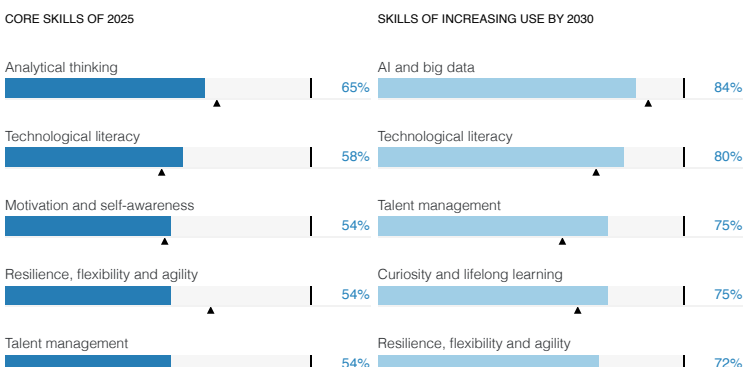 CORE SKILLS OF 2025
Analytical thinking
65%
Technological literacy
58%
Motivation and self-awareness
54%
Resilience, flexibility and agility
54%
Talent management
54%
SKILLS OF INCREASING USE BY 2030
AI and big data
84%
Technological literacy
80%
Talent management
75%
Curiosity and lifelong learning
75%
Resilience, flexibility and agility
72%